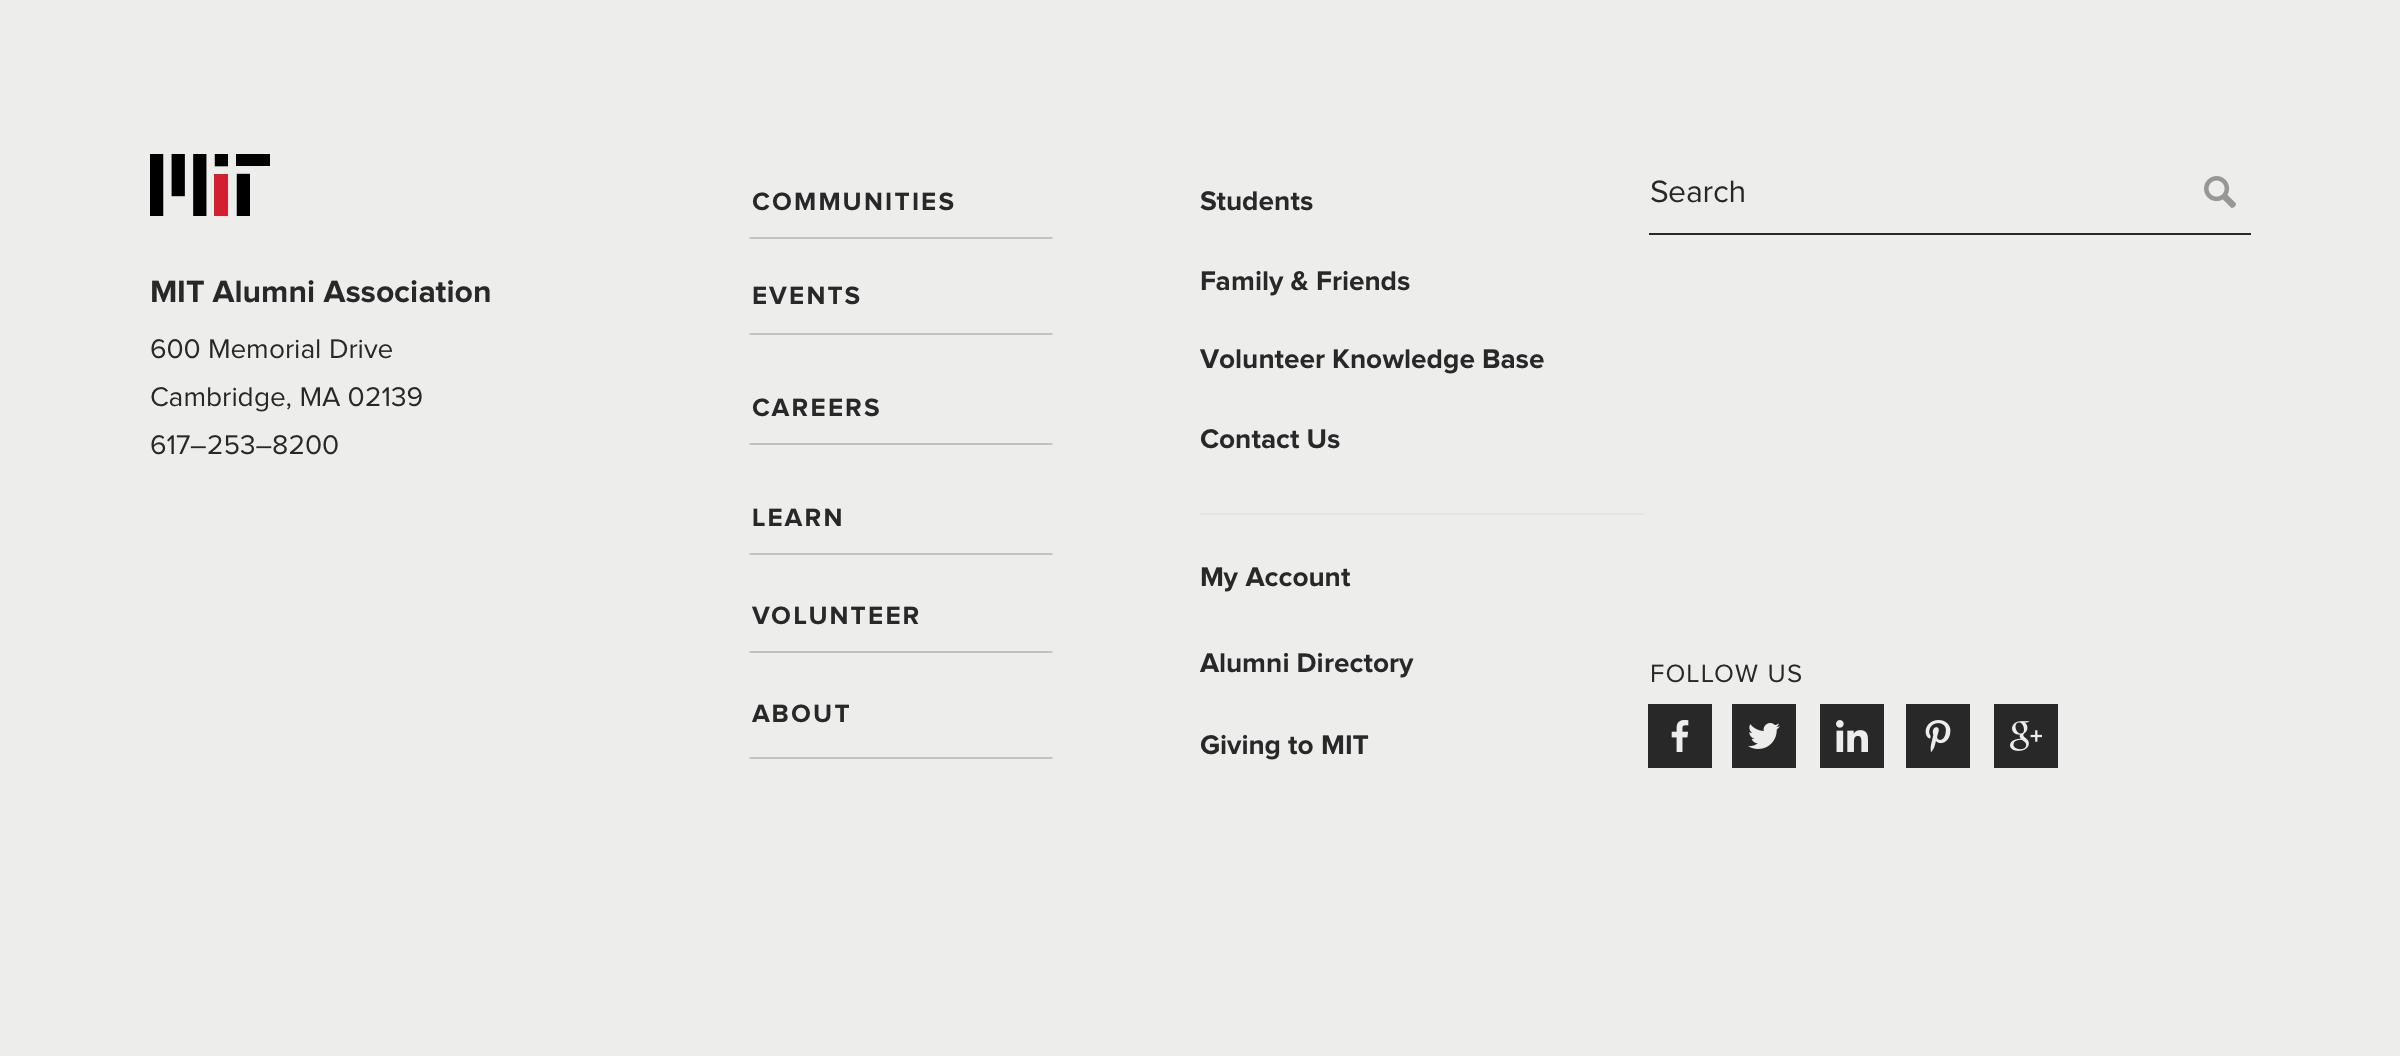 MIT
MIT Alumni Association
600 Memorial Drive
Cambridge, MA 02139
617–253–8200
COMMUNITIES
EVENTS
CAREERS
LEARN
VOLUNTEER
ABOUT
Students
Family & Friends
Volunteer Knowledge Base
Contact Us
My Account
Alumni Directory
Giving to MIT
Search
FOLLOW US
f
in
g+